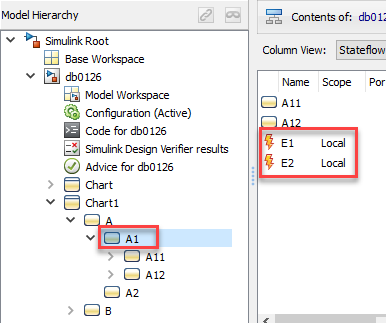 Model Hierarchy
Simulink Root
Base Workspace
db0126
Model Workspace
Configuration (Active)
Code for db0126
Simulink Design Verifier results
Advice for db0126
Chart
Chart1
A
A1
A11
A12
A2
B
Contents of: db012
Column View: Stateflow
Name Scope Por
A11
A12
E1 Local
E2 Local